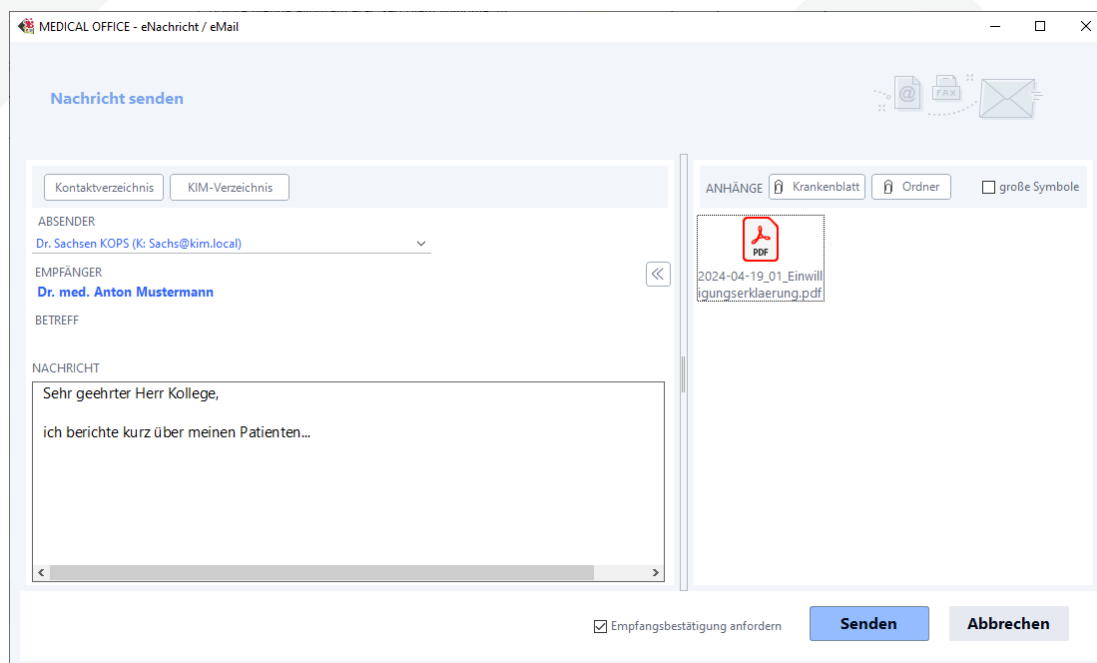 MEDICAL OFFICE - eNachricht / eMail
Nachricht senden
@
FAX
Kontaktverzeichnis
KIM-Verzeichnis
ABSENDER
Dr. Sachsen KOPS (K: Sachs@kim.local)
EMPFÄNGER
Dr. med. Anton Mustermann
BETREFF
NACHRICHT
Sehr geehrter Herr Kollege,
ich berichte kurz über meinen Patienten...
ANHÄNGE
Krankenblatt
Ordner
große Symbole
PDF
2024-04-19_01_Einwill
igungserklaerung.pdf
Empfangsbestätigung anfordern
Senden
Abbrechen